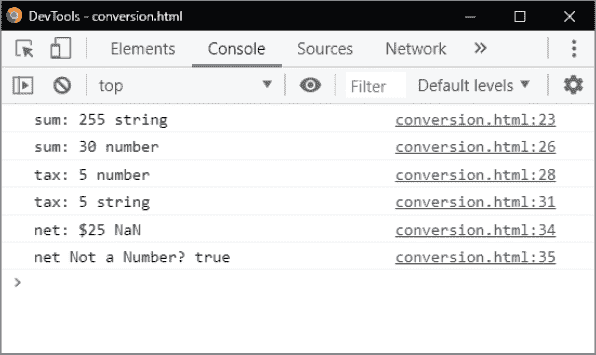 DevTools - conversion.html
Elements Console Sources Network »
top Filter Default levels
sum: 255 string conversion.html:23
sum: 30 number conversion.html:26
tax: 5 number conversion.html:28
tax: 5 string conversion.html:31
net: $25 NaN conversion.html:34
net Not a Number? true conversion.html:35
>